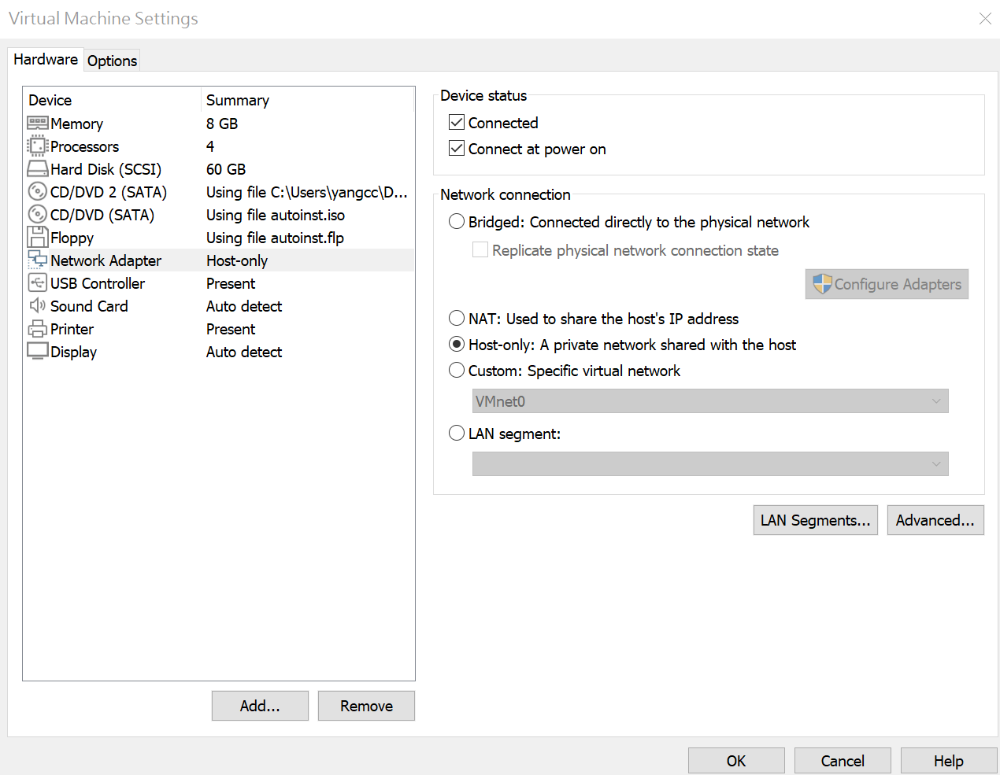 Virtual Machine Settings
Hardware
Options
Device Summary
Memory 8 GB
Processors 4
Hard Disk (SCSI) 60 GB
CD/DVD 2 (SATA) Using file C:\Users\yangcc\D...
CD/DVD (SATA) Using file autoinst.iso
Floppy Using file autoinst.flp
Network Adapter Host-only
USB Controller Present
Sound Card Auto detect
Printer Present
Display Auto detect
Add...
Remove
Device status
Connected
Connect at power on
Network connection
Bridged: Connected directly to the physical network
Replicate physical network connection state
Configure Adapters
NAT: Used to share the host's IP address
Host-only: A private network shared with the host
Custom: Specific virtual network
VMnet0
LAN segment:
LAN Segments...
Advanced...
OK
Cancel
Help